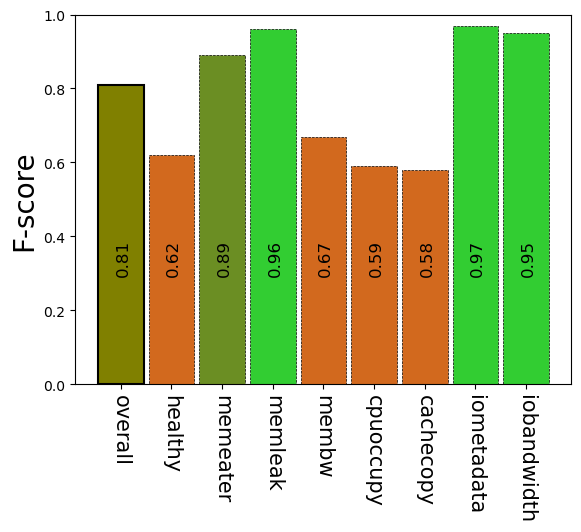 F-score
1.0
0.8
0.6
0.4
0.2
0.0
0.81
0.62
0.89
0.96
0.67
0.59
0.58
0.97
0.95
overall
healthy
memeater
memleak
membw
cpuoccupy
cachecopy
iometadata
iobandwidth